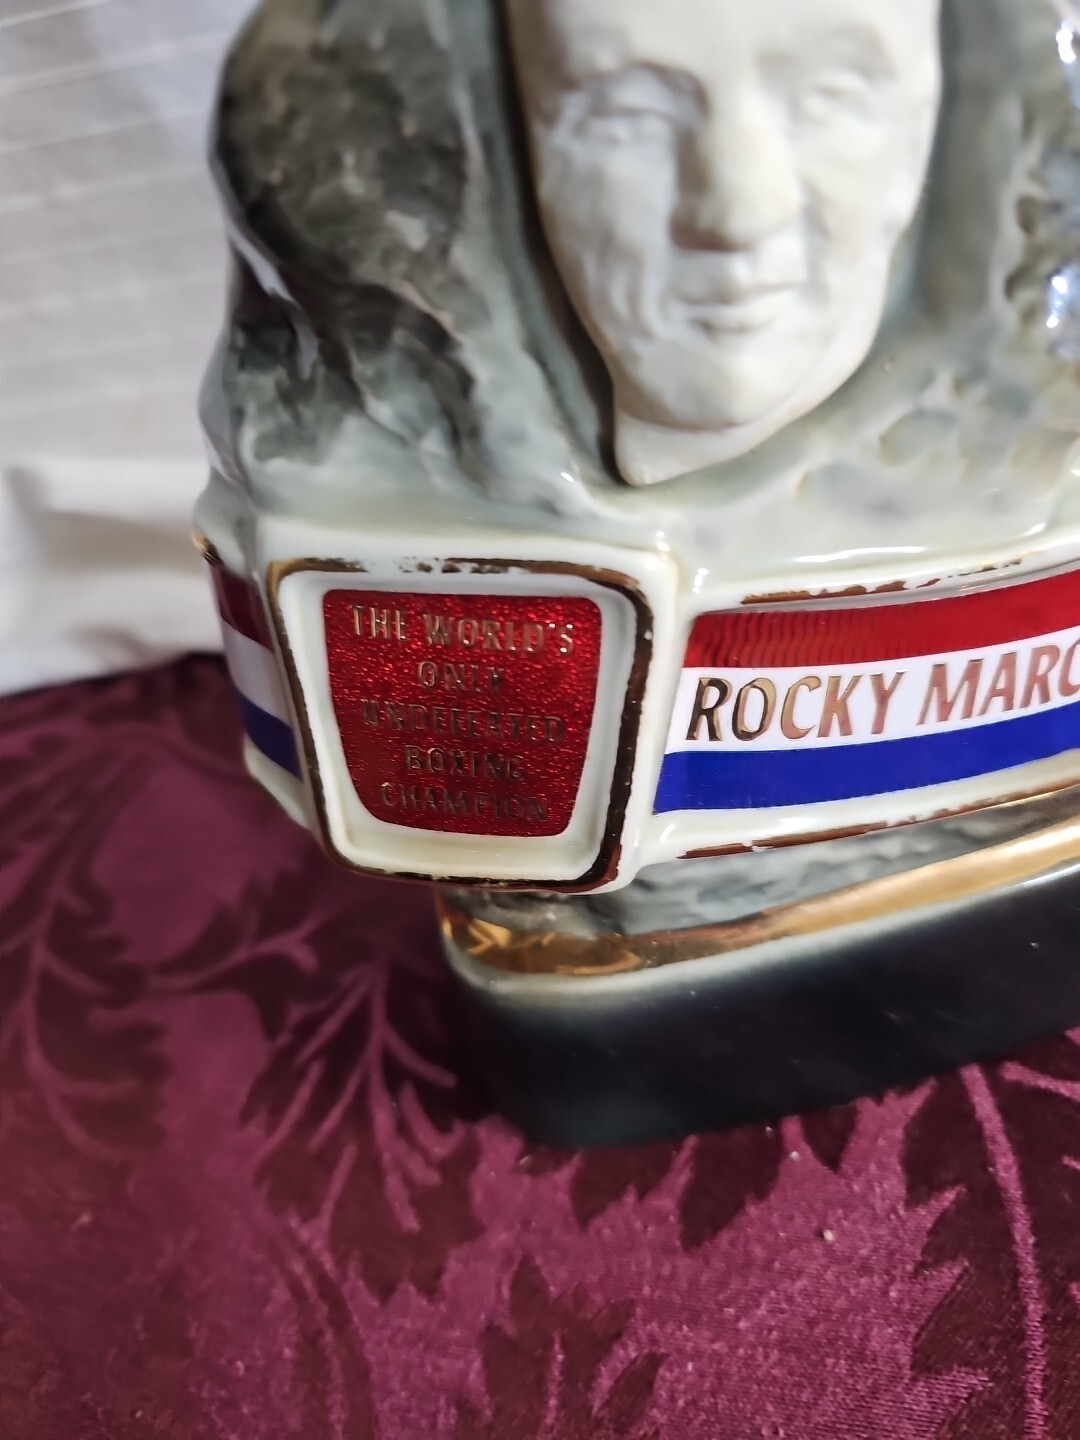 THE WORLD'S
ONLY
UNDEFEATED
BOXING
CHAMPION
ROCKY MARC